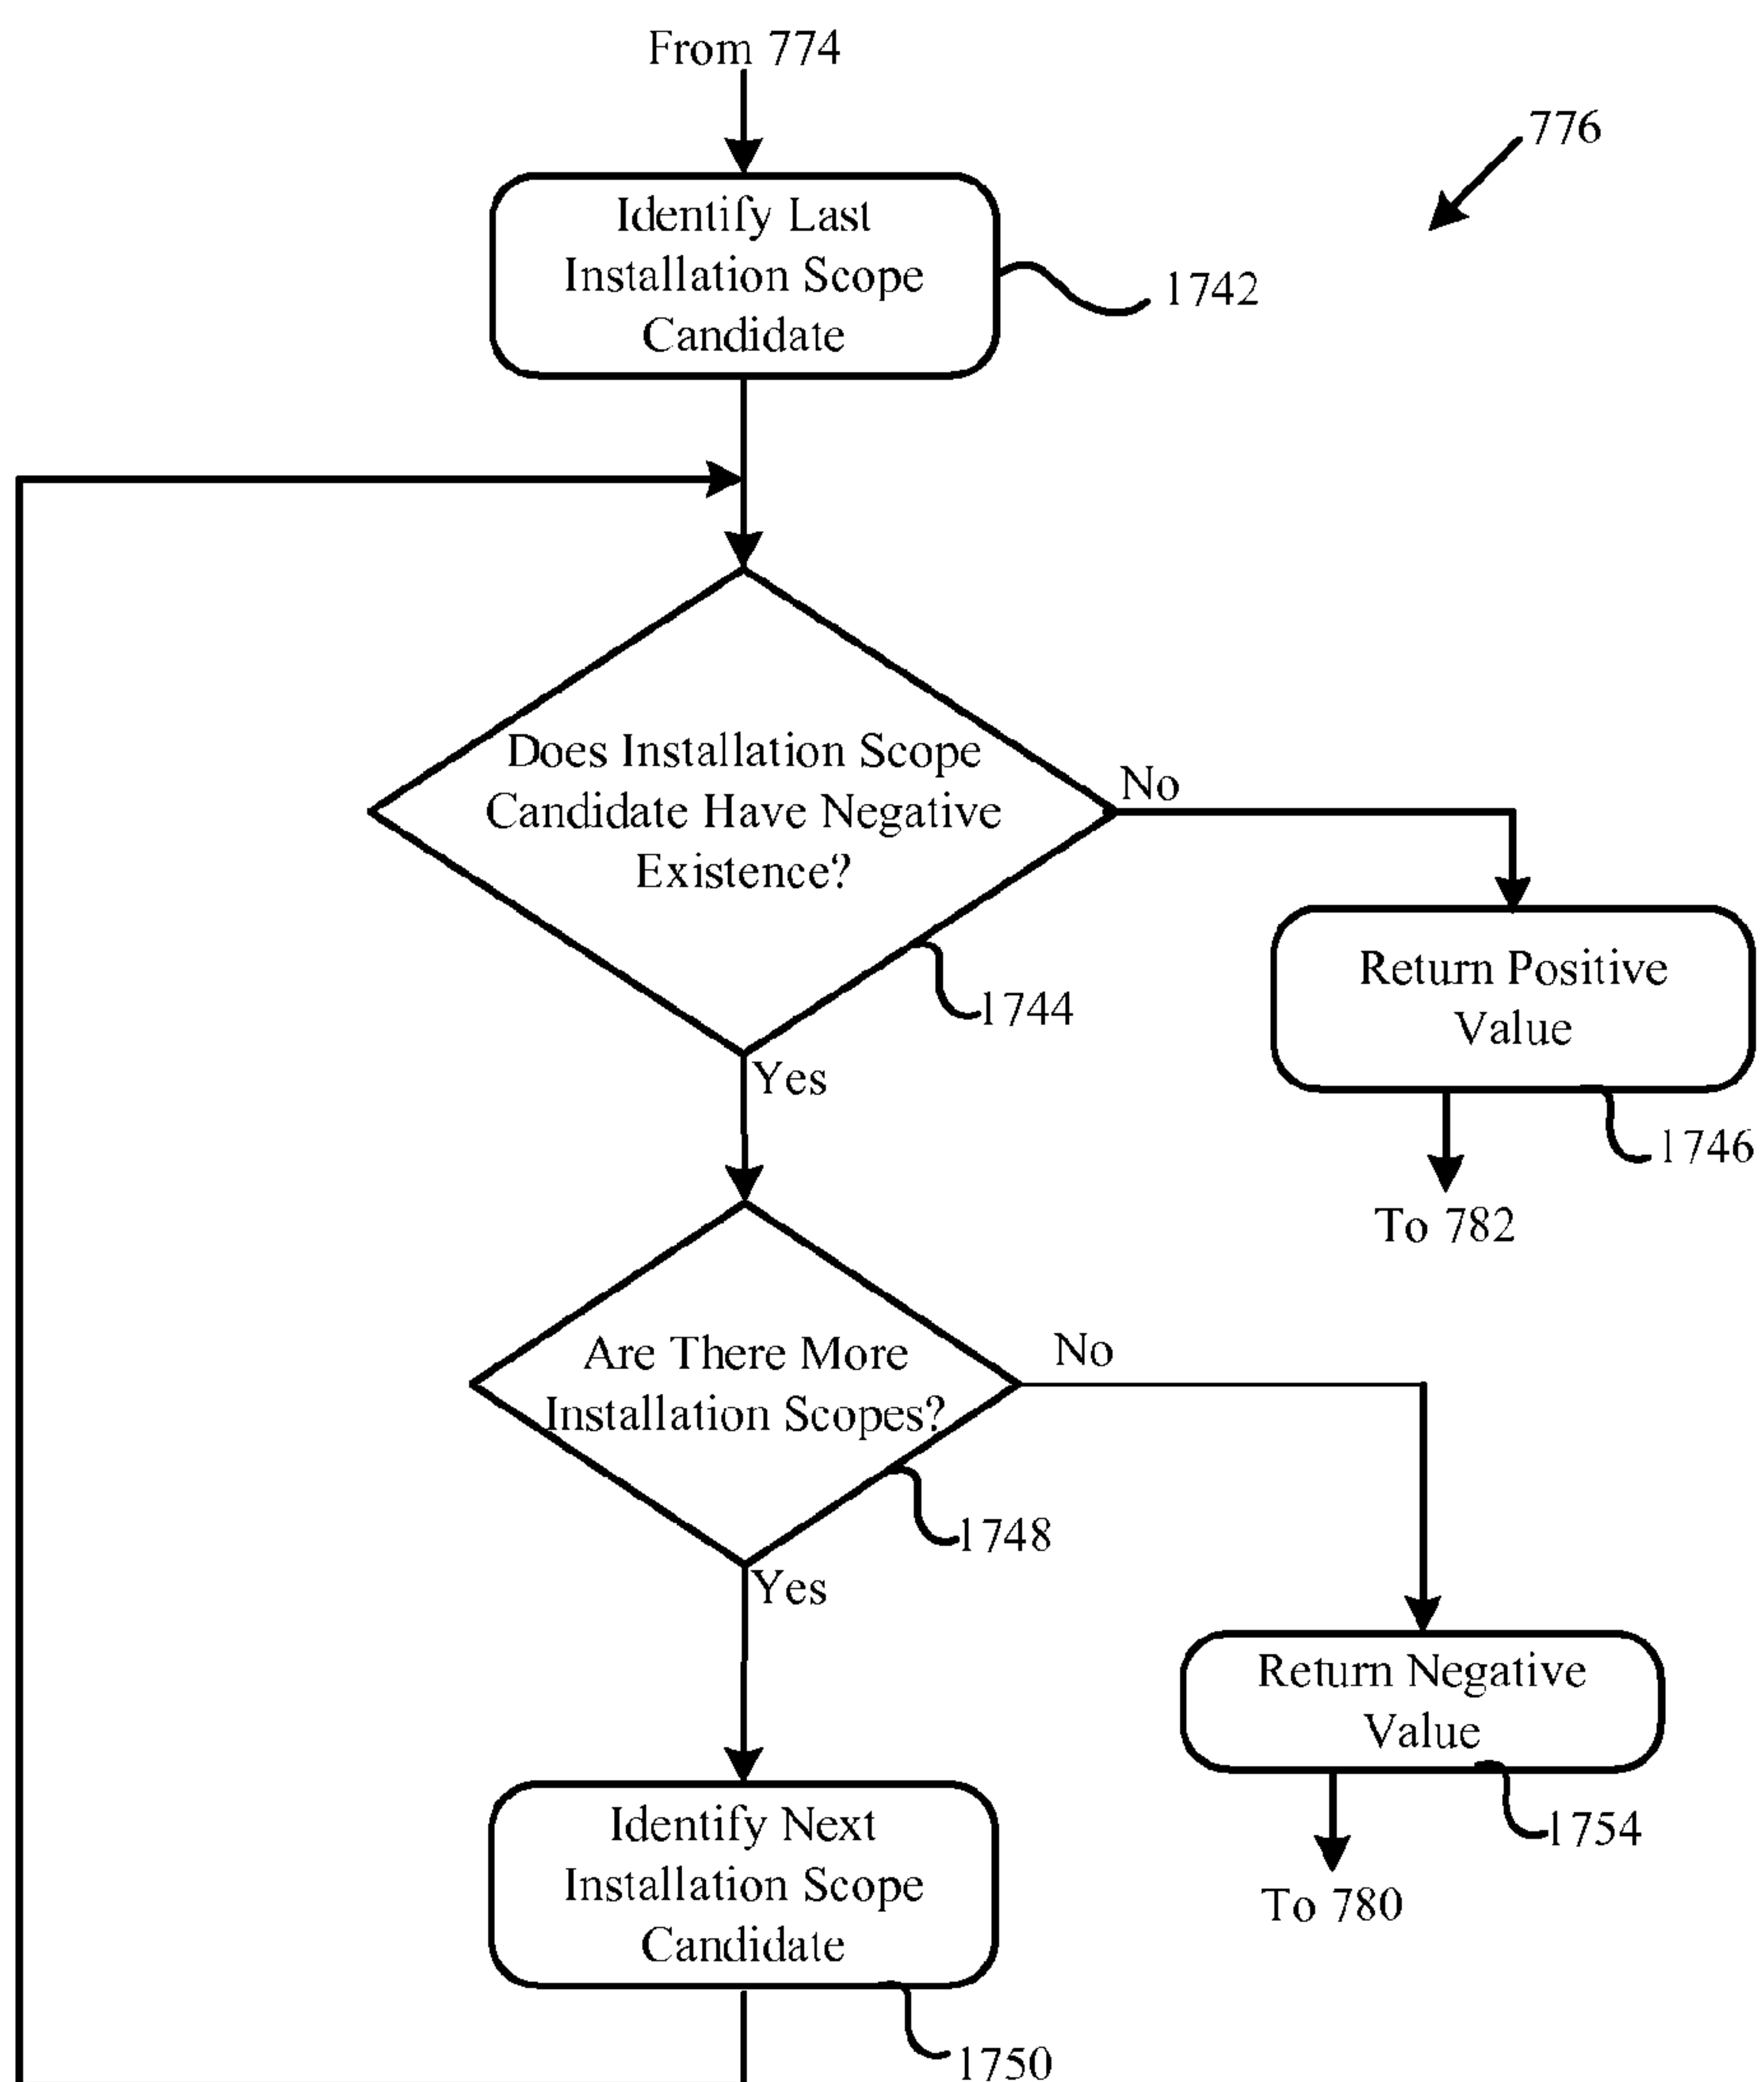 From 774
776
Identify Last
Installation Scope
Candidate
1742
Does Installation Scope
Candidate Have Negative
Existence?
No
1744
Yes
Return Positive
Value
1746
To 782
Are There More
Installation Scopes?
No
1748
Yes
Return Negative
Value
1754
To 780
Identify Next
Installation Scope
Candidate
1750